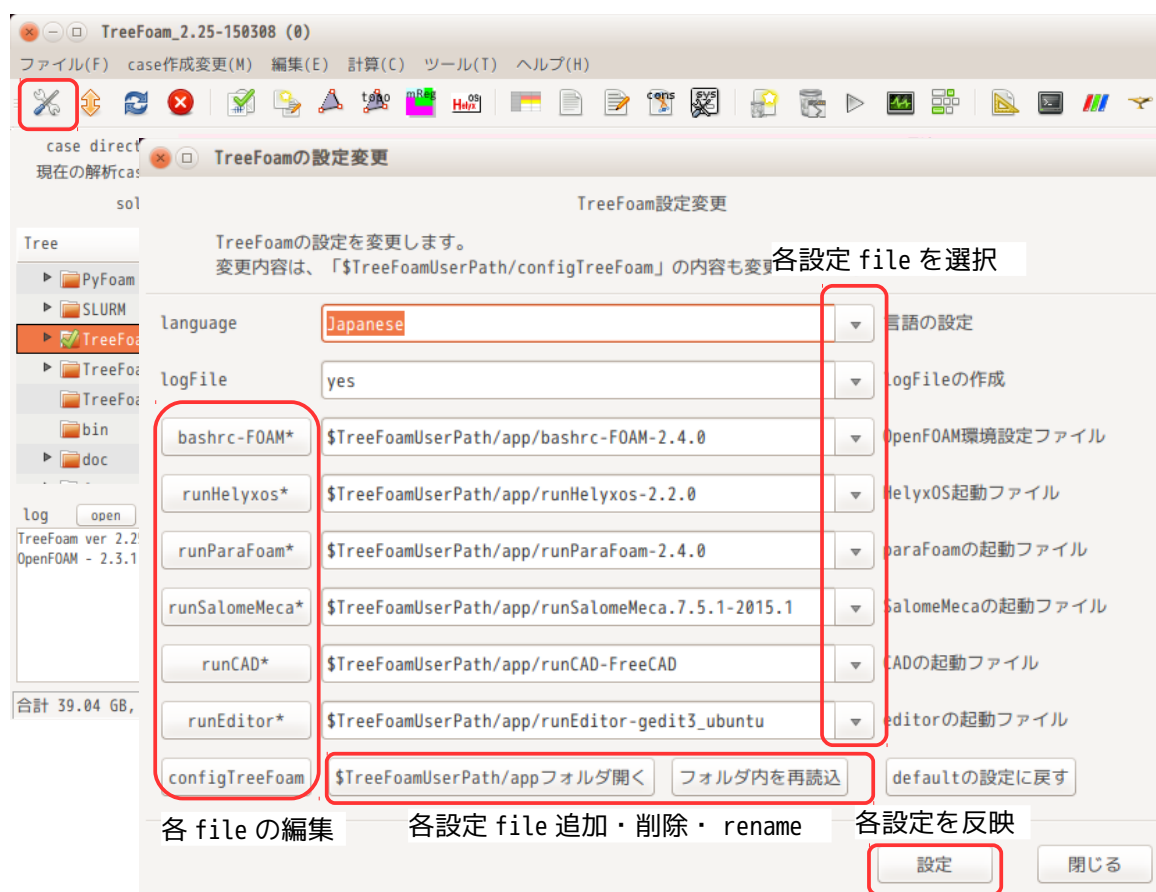 TreeFoam_2.25-150308 (0)
ファイル(F) case作成変更(M) 編集(E) 計算(C) ツール(T) ヘルプ(H)
topo mReg OS Helyx cons sys
case direct
現在の解析cas
sol
Tree
PyFoam
SLURM
TreeFoa
TreeFoa
TreeFoa
bin
doc
log open
TreeFoam ver 2.2
OpenFOAM - 2.3.1
合計 39.04 GB,
TreeFoamの設定変更
TreeFoam設定変更
TreeFoamの設定を変更します。
変更内容は、「$TreeFoamUserPath/configTreeFoam」の内容も変更
各設定 file を選択
language Japanese 言語の設定
logFile yes logFileの作成
bashrc-FOAM* $TreeFoamUserPath/app/bashrc-FOAM-2.4.0 OpenFOAM環境設定ファイル
runHelyxos* $TreeFoamUserPath/app/runHelyxos-2.2.0 HelyxOS起動ファイル
runParaFoam* $TreeFoamUserPath/app/runParaFoam-2.4.0 paraFoamの起動ファイル
runSalomeMeca* $TreeFoamUserPath/app/runSalomeMeca.7.5.1-2015.1 SalomeMecaの起動ファイル
runCAD* $TreeFoamUserPath/app/runCAD-FreeCAD CADの起動ファイル
runEditor* $TreeFoamUserPath/app/runEditor-gedit3_ubuntu editorの起動ファイル
configTreeFoam $TreeFoamUserPath/appフォルダ開く フォルダ内を再読込 defaultの設定に戻す
各 file の編集 各設定 file 追加・削除・ rename 各設定を反映
設定 閉じる